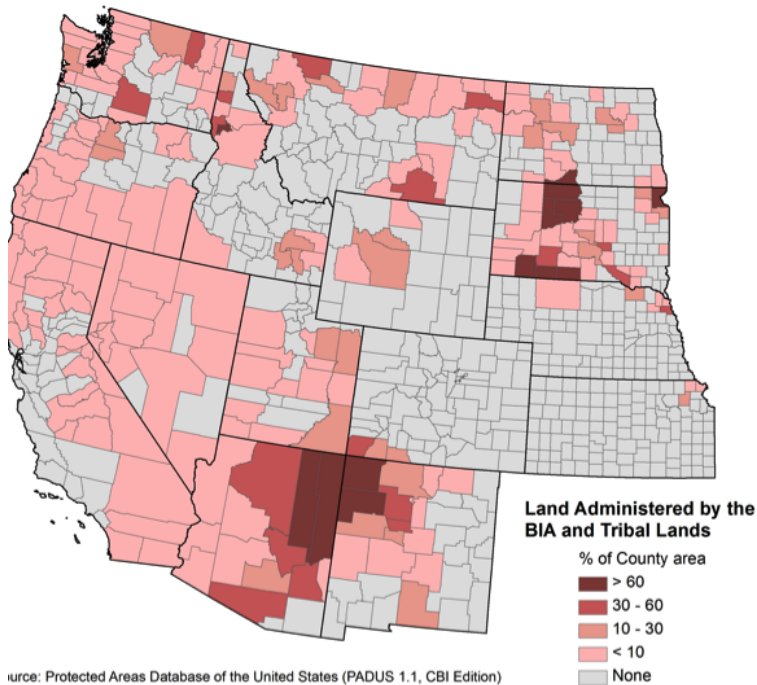 Land Administered by the
BIA and Tribal Lands
% of County area
> 60
30 - 60
10 - 30
< 10
None
urce: Protected Areas Database of the United States (PADUS 1.1, CBI Edition)